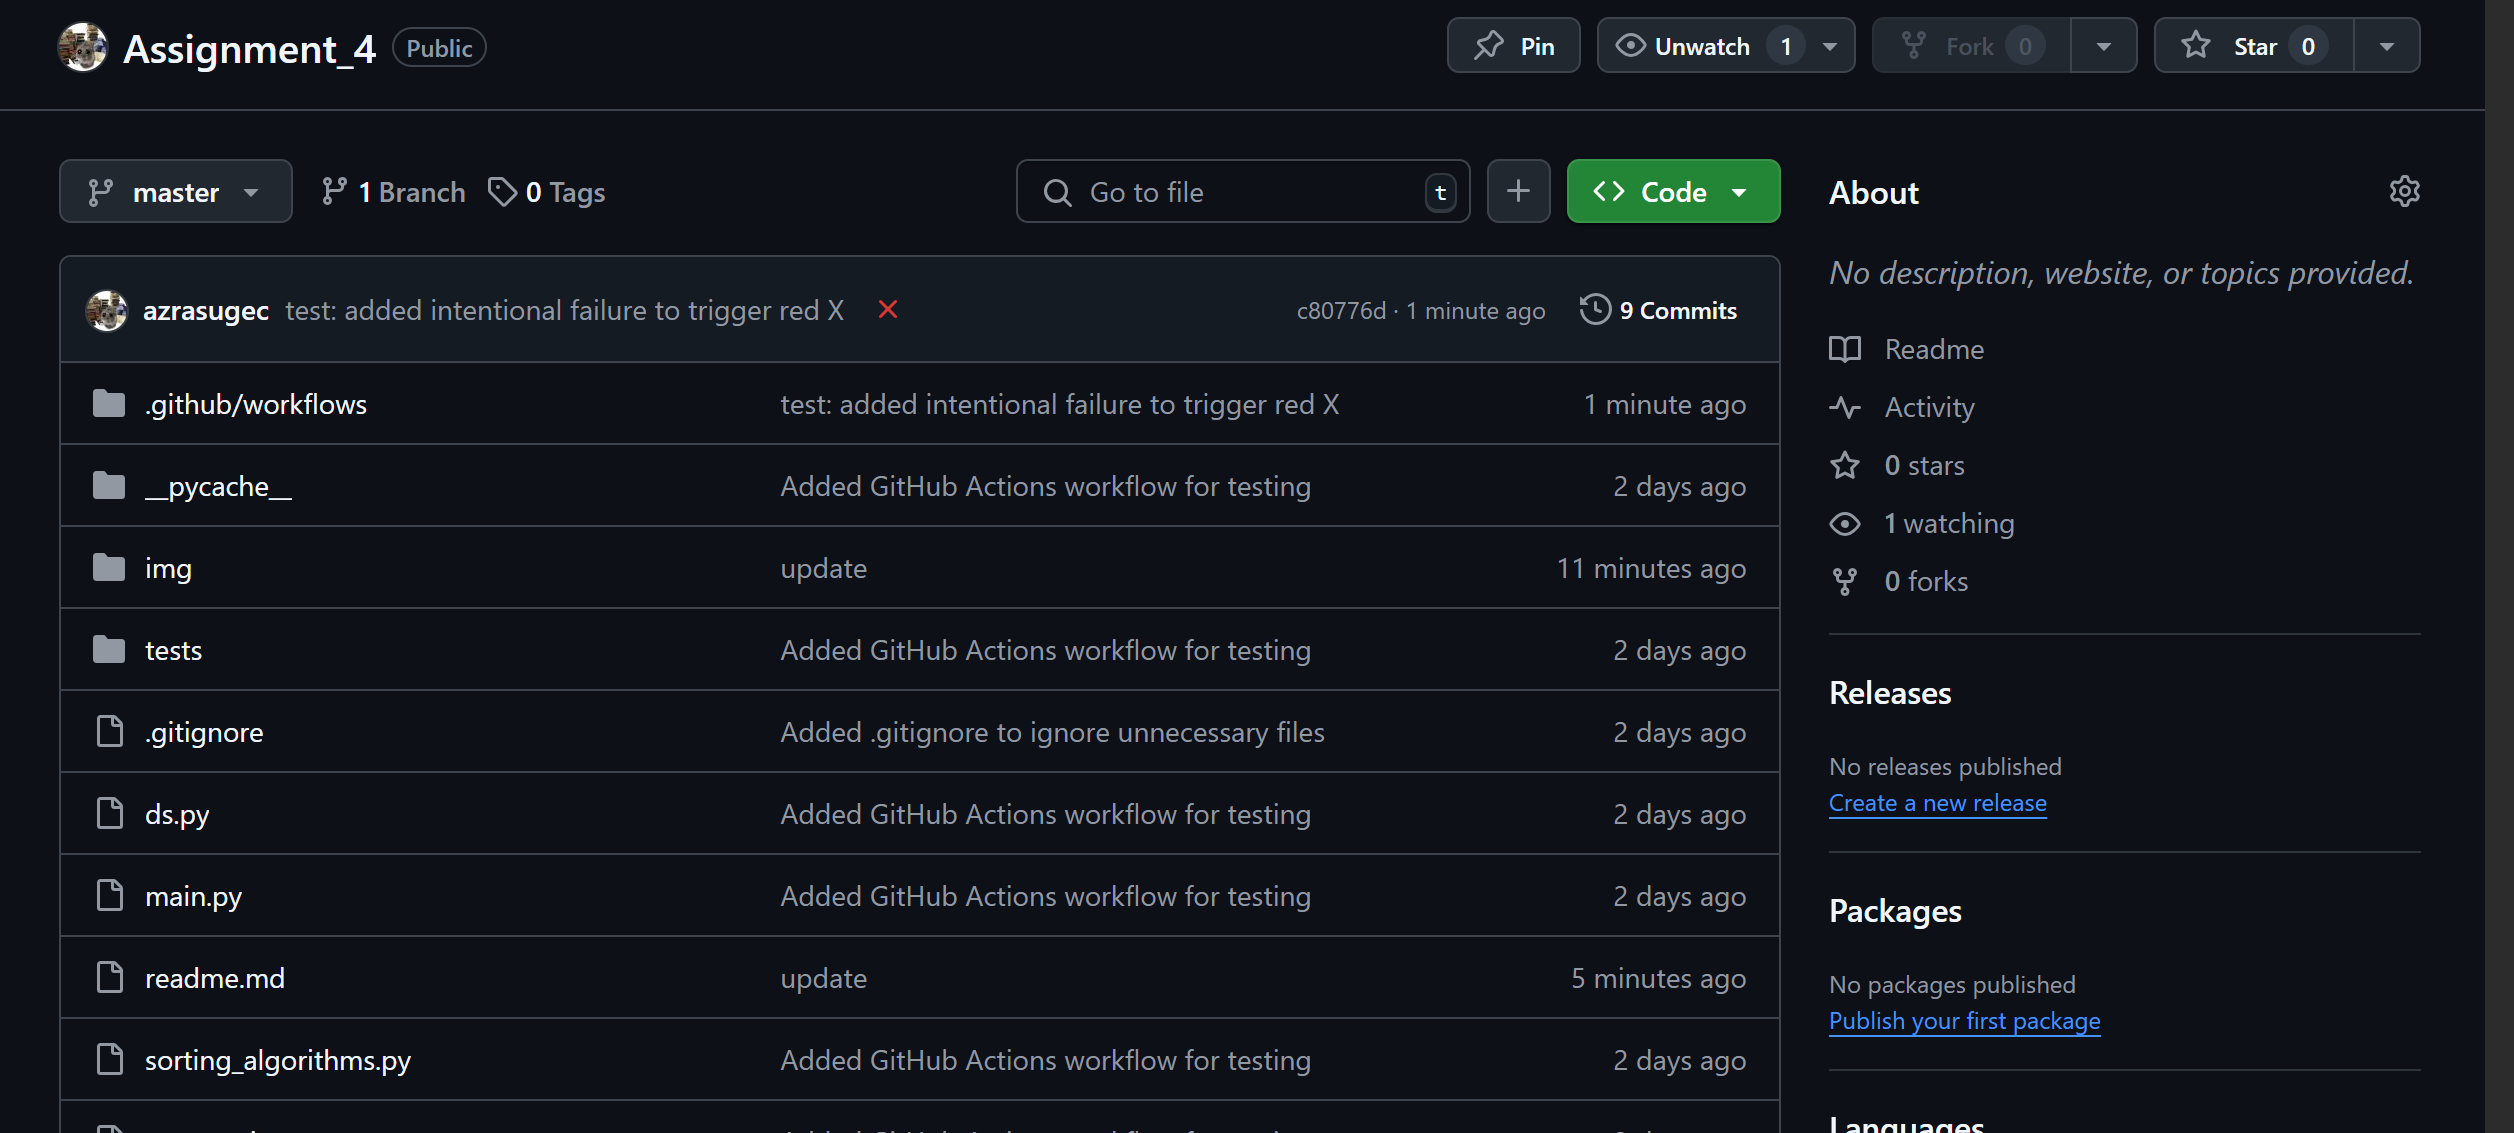 Assignment_4 Public Pin Unwatch 1 Fork 0 Star 0
master 1 Branch 0 Tags Go to file t Code
azrasugec test: added intentional failure to trigger red X c80776d · 1 minute ago 9 Commits
.github/workflows test: added intentional failure to trigger red X 1 minute ago
__pycache__ Added GitHub Actions workflow for testing 2 days ago
img update 11 minutes ago
tests Added GitHub Actions workflow for testing 2 days ago
.gitignore Added .gitignore to ignore unnecessary files 2 days ago
ds.py Added GitHub Actions workflow for testing 2 days ago
main.py Added GitHub Actions workflow for testing 2 days ago
readme.md update 5 minutes ago
sorting_algorithms.py Added GitHub Actions workflow for testing 2 days ago
About
No description, website, or topics provided.
Readme
Activity
0 stars
1 watching
0 forks
Releases
No releases published
Create a new release
Packages
No packages published
Publish your first package
Languages